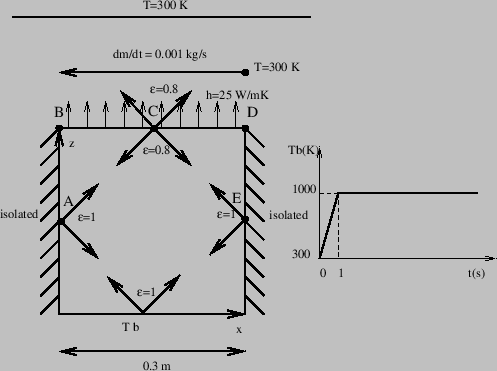 T=300 K
dm/dt = 0.001 kg/s
T=300 K
ε=0.8
h=25 W/mK
B
C
D
z
ε=0.8
Tb(K)
A
E
1000
isolated
ε=1
ε=1
isolated
300
ε=1
0
1
t(s)
T b
x
0.3 m